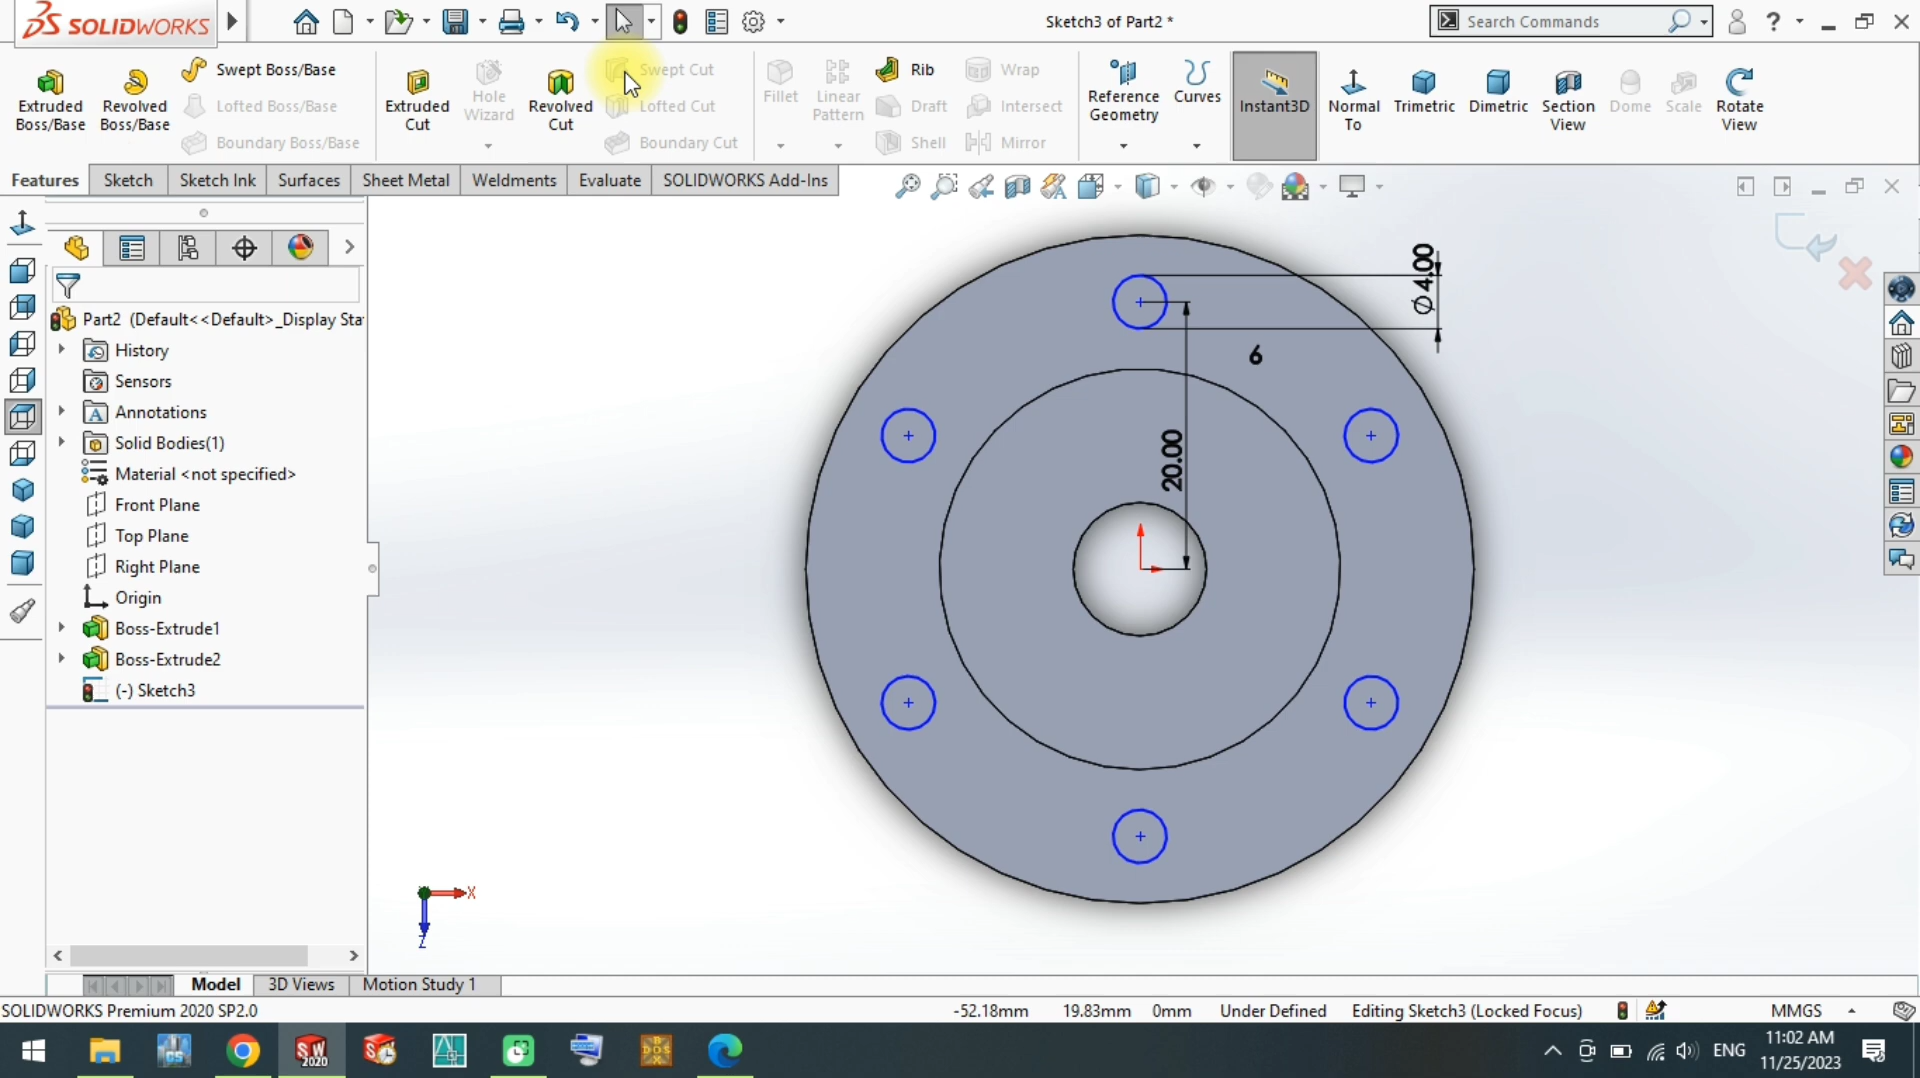 SOLIDWORKS
Sketch3 of Part2 *
Search Commands
?
Extruded Boss/Base
Revolved Boss/Base
Swept Boss/Base
Lofted Boss/Base
Boundary Boss/Base
Extruded Cut
Hole Wizard
Revolved Cut
Swept Cut
Lofted Cut
Boundary Cut
Fillet
Linear Pattern
Rib
Draft
Shell
Wrap
Intersect
Mirror
Reference Geometry
Curves
Instant3D
Normal To
Trimetric
Dimetric
Section View
Dome
Scale
Rotate View
Features
Sketch
Sketch Ink
Surfaces
Sheet Metal
Weldments
Evaluate
SOLIDWORKS Add-Ins
Part2 (Default<<Default>_Display Sta
History
Sensors
Annotations
Solid Bodies(1)
Material <not specified>
Front Plane
Top Plane
Right Plane
Origin
Boss-Extrude1
Boss-Extrude2
(-) Sketch3
∅4.00
6
20.00
X
Z
Model
3D Views
Motion Study 1
SOLIDWORKS Premium 2020 SP2.0
-52.18mm
19.83mm
0mm
Under Defined
Editing Sketch3 (Locked Focus)
MMGS
SW 2020
DOS
ENG
11:02 AM
11/25/2023